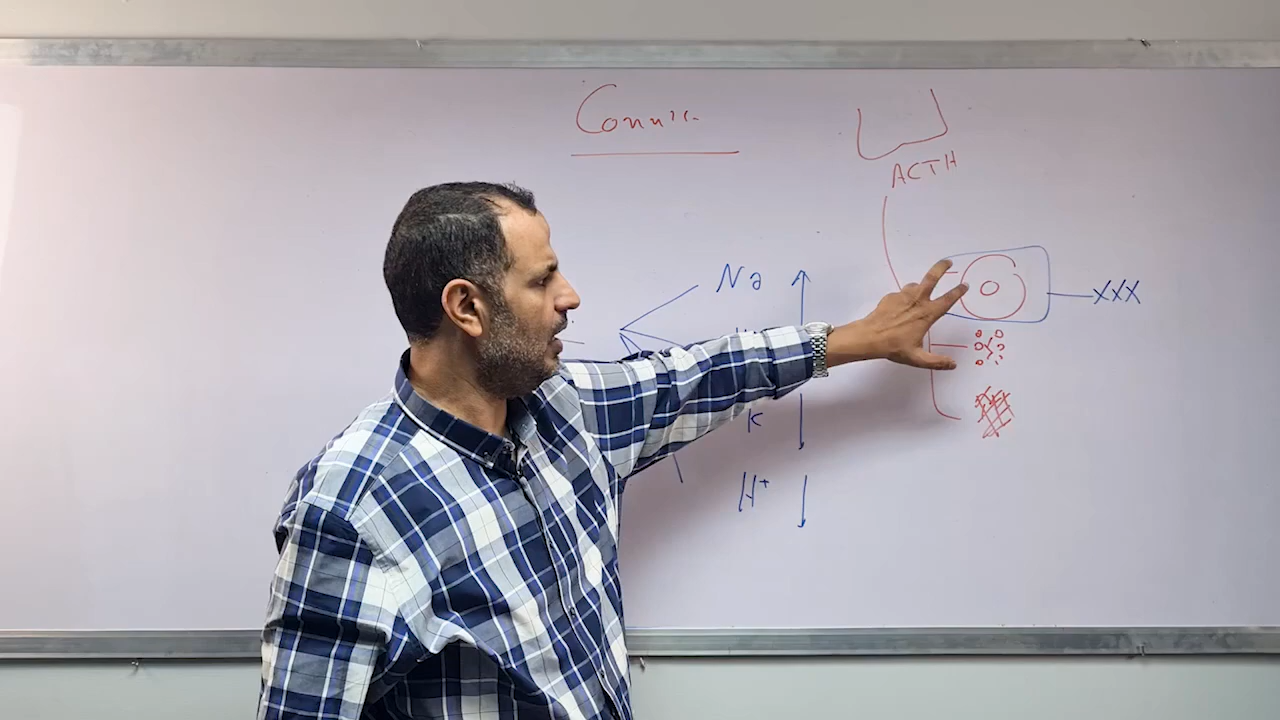 Conn's
ACTH
Na
XXX
K
H+